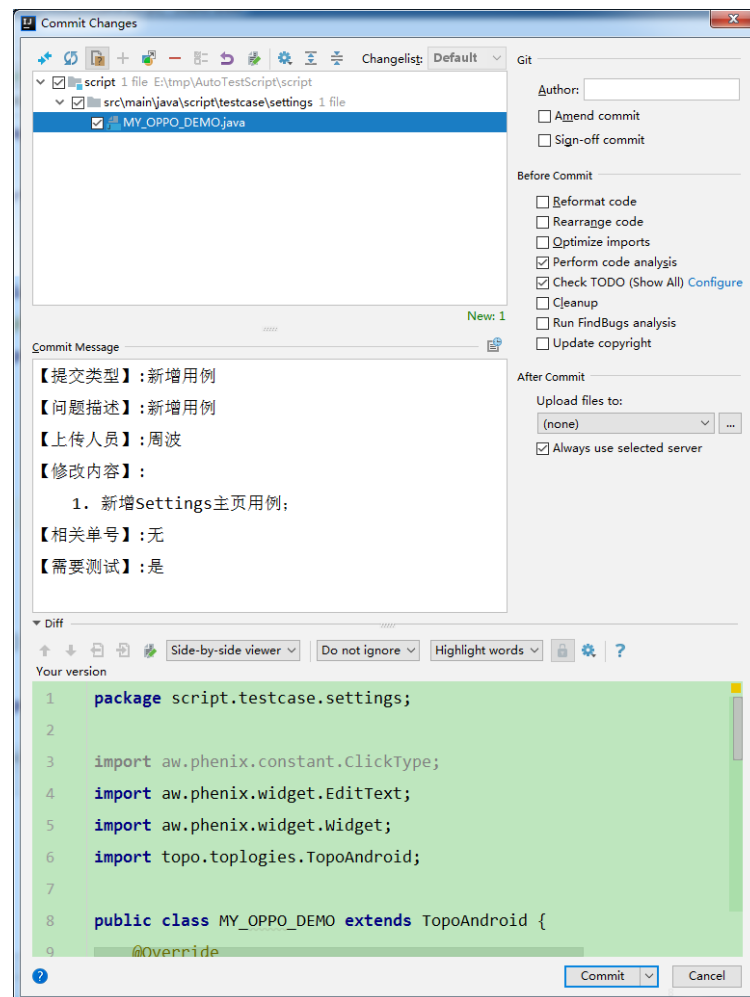 Commit Changes
Changelist: Default
script 1 file E:\tmp\AutoTestScript\script
src\main\java\script\testcase\settings 1 file
MY_OPPO_DEMO.java
New: 1
Commit Message
【提交类型】:新增用例
【问题描述】:新增用例
【上传人员】:周波
【修改内容】:
1. 新增Settings主页用例;
【相关单号】:无
【需要测试】:是
Git
Author:
Amend commit
Sign-off commit
Before Commit
Reformat code
Rearrange code
Optimize imports
Perform code analysis
Check TODO (Show All) Configure
Cleanup
Run FindBugs analysis
Update copyright
After Commit
Upload files to:
(none)
...
Always use selected server
Diff
Side-by-side viewer Do not ignore Highlight words ?
Your version
1 package script.testcase.settings;
2
3 import aw.phenix.constant.ClickType;
4 import aw.phenix.widget.EditText;
5 import aw.phenix.widget.Widget;
6 import topo.toplogies.TopoAndroid;
7
8 public class MY_OPPO_DEMO extends TopoAndroid {
9 @Override
? Commit Cancel